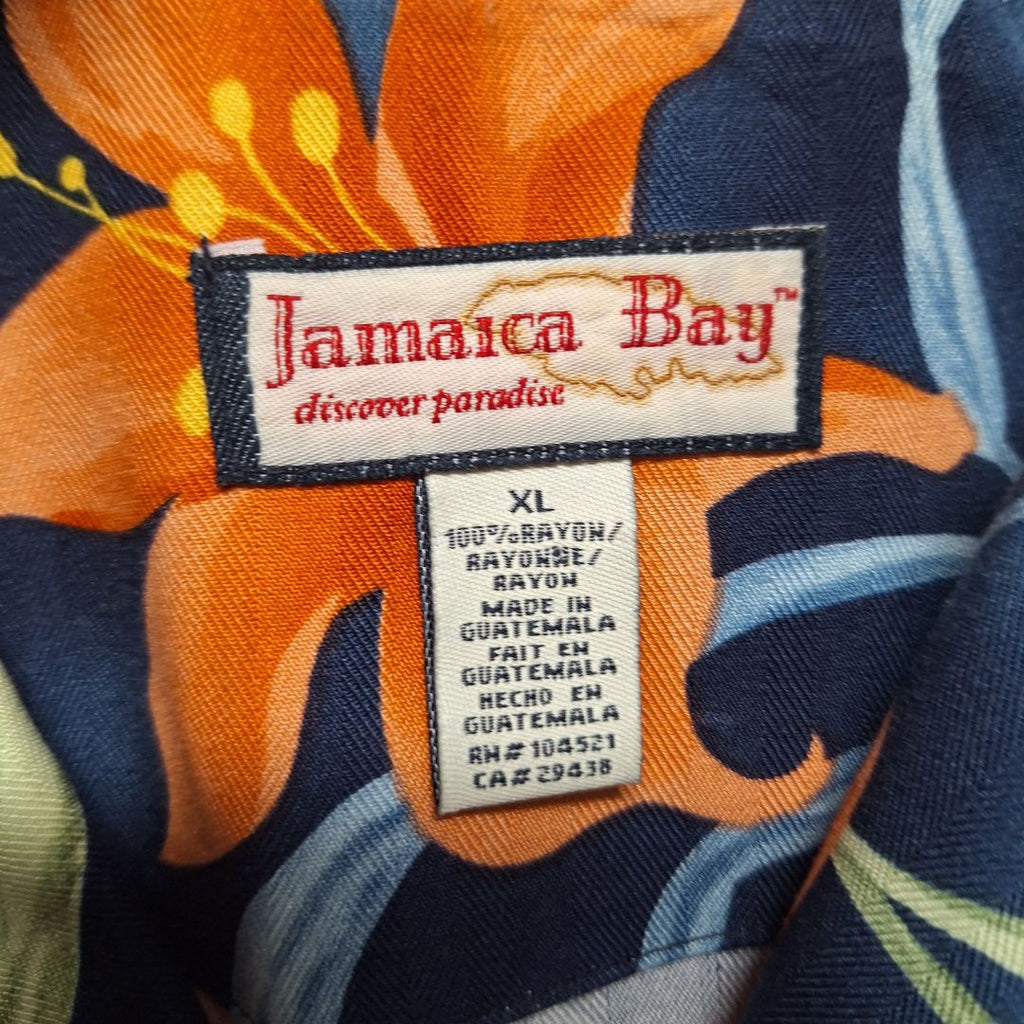 Jamaica Bay™
discover paradise
XL
100%RAYON/
RAYONNE/
RAYON
MADE IN
GUATEMALA
FAIT EN
GUATEMALA
HECHO EN
GUATEMALA
RN#104521
CA#29438